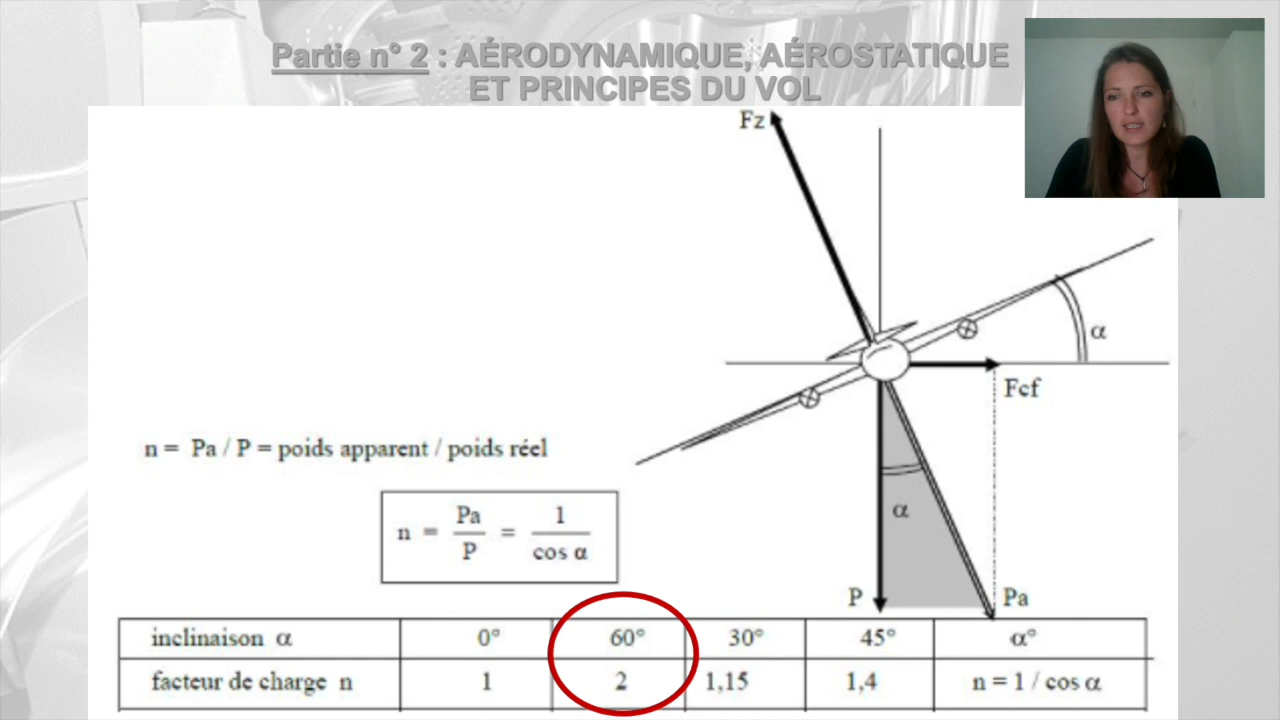 Partie n° 2 : AÉRODYNAMIQUE, AÉROSTATIQUE
ET PRINCIPES DU VOL
Fz
α
Fcf
n = Pa / P = poids apparent / poids réel
n = Pa / P = 1 / cos α
α
P
Pa
inclinaison α 0° 60° 30° 45° α°
facteur de charge n 1 2 1,15 1,4 n = 1 / cos α